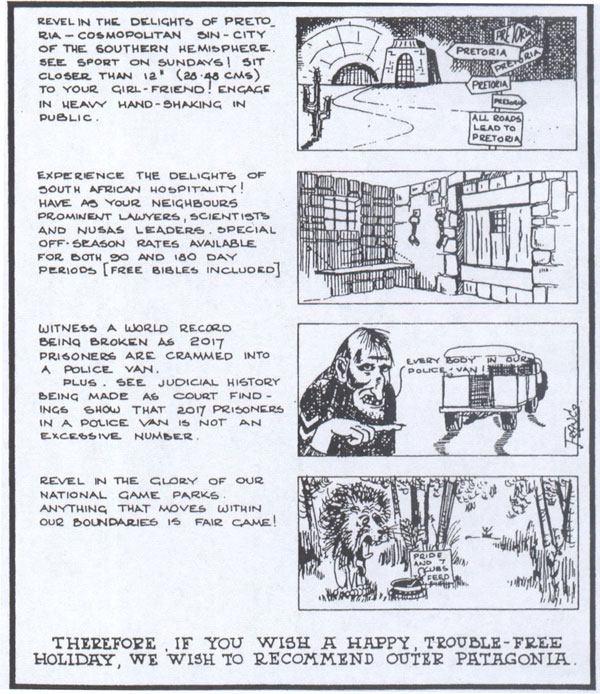 REVEL IN THE DELIGHTS OF PRETO-
RIA — COSMOPOLITAN SIN-CITY
OF THE SOUTHERN HEMISPHERE.
SEE SPORT ON SUNDAYS! SIT
CLOSER THAN 12" (28·48 CMS)
TO YOUR GIRL-FRIEND! ENGAGE
IN HEAVY HAND-SHAKING IN
PUBLIC.
PRETORIA
PRETORIA
PRETORIA
PRETORIA
PRETORIA
ALL ROADS
LEAD TO
PRETORIA
EXPERIENCE THE DELIGHTS OF
SOUTH AFRICAN HOSPITALITY!
HAVE AS YOUR NEIGHBOURS
PROMINENT LAWYERS, SCIENTISTS
AND NUSAS LEADERS. SPECIAL
OFF-SEASON RATES AVAILABLE
FOR BOTH 90 AND 180 DAY
PERIODS [FREE BIBLES INCLUDED]
WITNESS A WORLD RECORD
BEING BROKEN AS 2017
PRISONERS ARE CRAMMED INTO
A POLICE VAN.
PLUS. SEE JUDICIAL HISTORY
BEING MADE AS COURT FIND-
INGS SHOW THAT 2017 PRISONERS
IN A POLICE VAN IS NOT AN
EXCESSIVE NUMBER.
EVERY BODY IN OUR
POLICE-VAN!
REVEL IN THE GLORY OF OUR
NATIONAL GAME PARKS.
ANYTHING THAT MOVES WITHIN
OUR BOUNDARIES IS FAIR GAME!
PRIDE
AND 7
CUBS
FEED
THEREFORE, IF YOU WISH A HAPPY, TROUBLE-FREE
HOLIDAY, WE WISH TO RECOMMEND OUTER PATAGONIA.